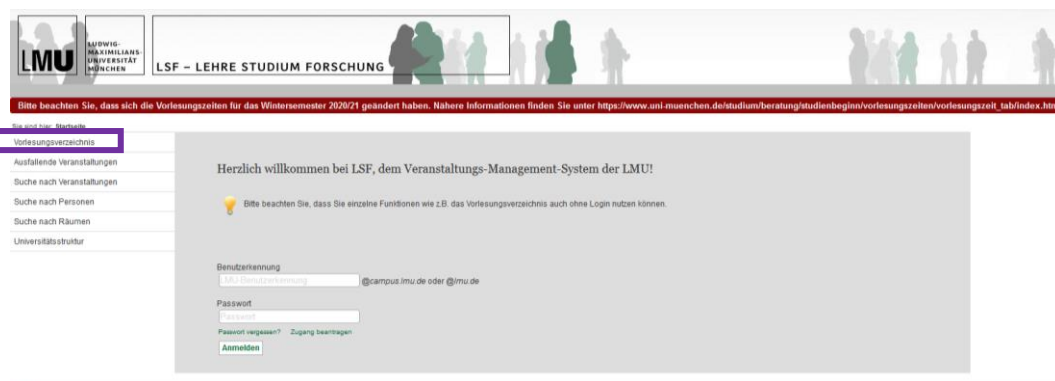 LMU
LUDWIG-
MAXIMILIANS-
UNIVERSITÄT
MÜNCHEN
LSF – LEHRE STUDIUM FORSCHUNG
Bitte beachten Sie, dass sich die Vorlesungszeiten für das Wintersemester 2020/21 geändert haben. Nähere Informationen finden Sie unter https://www.uni-muenchen.de/studium/beratung/studienbeginn/vorlesungszeiten/vorlesungszeit_tab/index.htm
Sie sind hier: Startseite
Vorlesungsverzeichnis
Ausfallende Veranstaltungen
Suche nach Veranstaltungen
Suche nach Personen
Suche nach Räumen
Universitätsstruktur
Herzlich willkommen bei LSF, dem Veranstaltungs-Management-System der LMU!
Bitte beachten Sie, dass Sie einzelne Funktionen wie z.B. das Vorlesungsverzeichnis auch ohne Login nutzen können.
Benutzerkennung
LMU-Benutzerkennung @campus.lmu.de oder @lmu.de
Passwort
Passwort
Passwort vergessen? Zugang beantragen
Anmelden